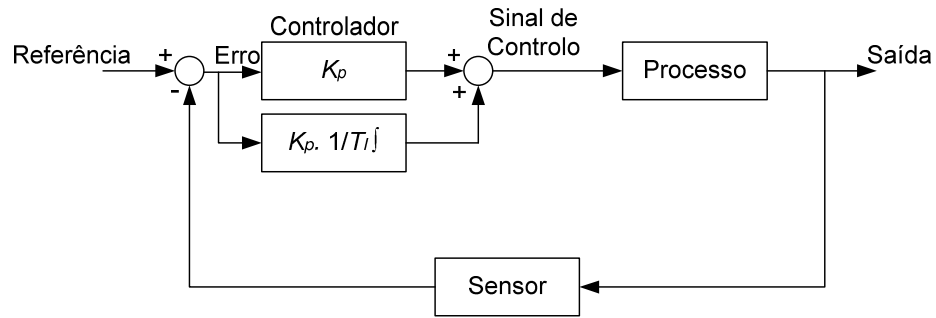 Controlador
Sinal de
Controlo
Referência
+
-
Erro
Kp
+
+
Processo
Saída
Kp. 1/TI∫
Sensor